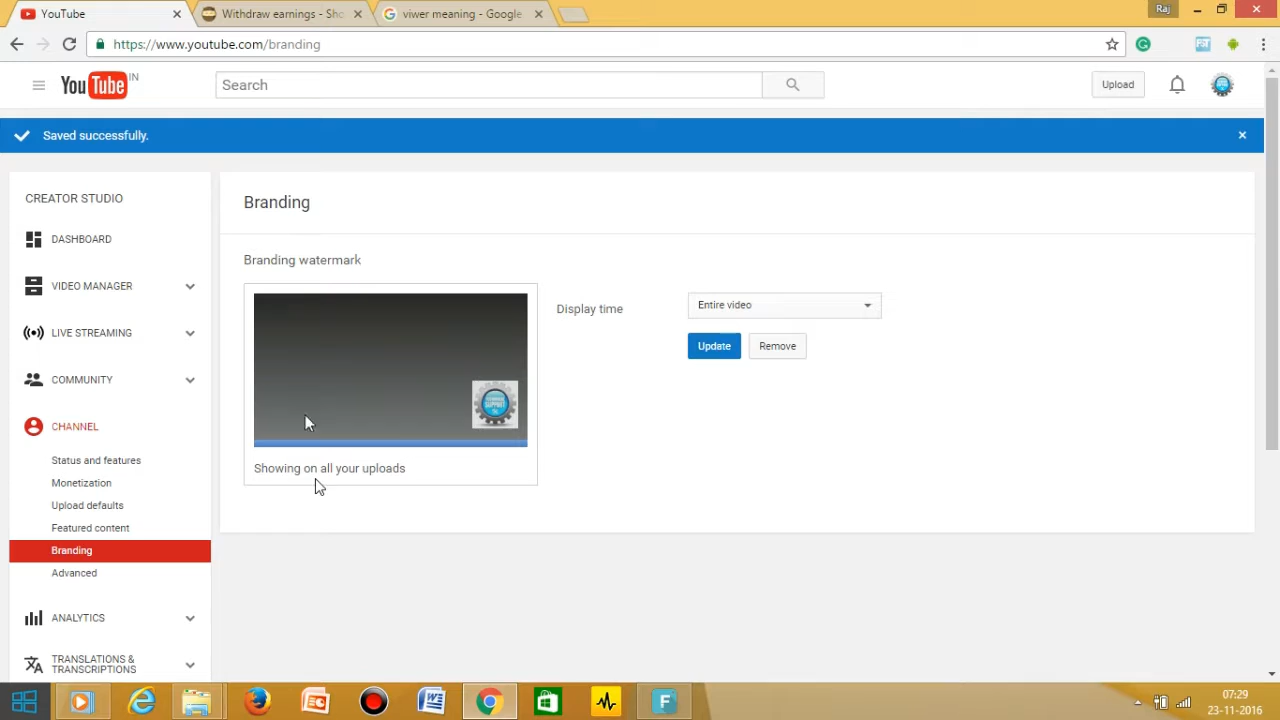 YouTube
Withdraw earnings - Sho
viwer meaning - Google
Raj
https://www.youtube.com/branding
YouTube IN
Search
Upload
Saved successfully.
CREATOR STUDIO
DASHBOARD
VIDEO MANAGER
LIVE STREAMING
COMMUNITY
CHANNEL
Status and features
Monetization
Upload defaults
Featured content
Branding
Advanced
ANALYTICS
TRANSLATIONS &
TRANSCRIPTIONS
Branding
Branding watermark
SUPPORT
Showing on all your uploads
Display time
Entire video
Update
Remove
07:29
23-11-2016